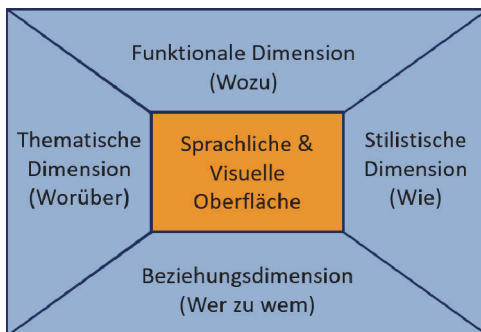 Funktionale Dimension
(Wozu)
Thematische
Dimension
(Worüber)
Sprachliche &
Visuelle
Oberfläche
Stilistische
Dimension
(Wie)
Beziehungsdimension
(Wer zu wem)